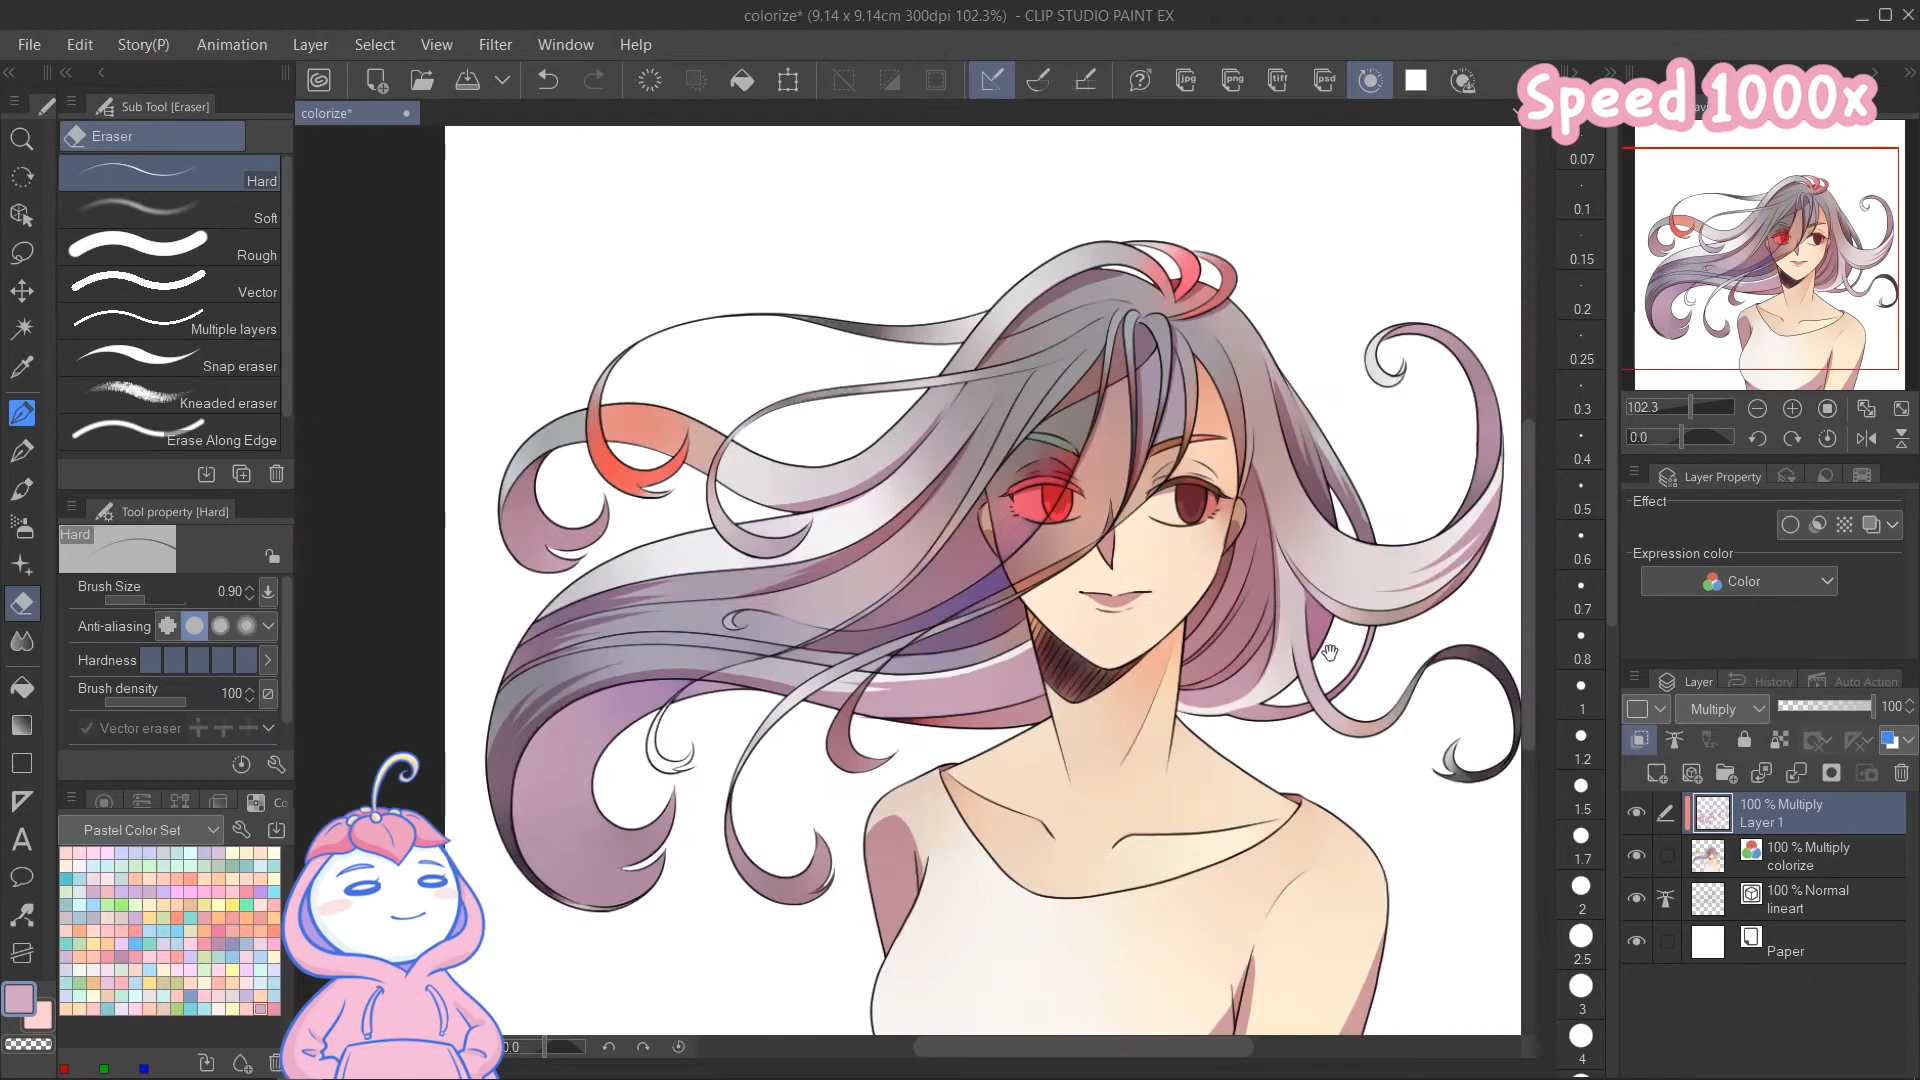 colorize* (9.14 x 9.14cm 300dpi 102.3%) - CLIP STUDIO PAINT EX
File Edit Story(P) Animation Layer Select View Filter Window Help
jpg png tiff psd
Speed 1000x
Sub Tool [Eraser]
colorize*
Eraser
Hard
Soft
Rough
Vector
Multiple layers
Snap eraser
Kneaded eraser
Erase Along Edge
Tool property [Hard]
Hard
Brush Size 0.90
Anti-aliasing
Hardness
Brush density 100
Vector eraser
Co
Pastel Color Set
A
0.0
0.07
0.1
0.15
0.2
0.25
0.3
0.4
0.5
0.6
0.7
0.8
1
1.2
1.5
1.7
2
2.5
3
4
102.3
0.0
Layer Property
Effect
Expression color
Color
Layer History Auto Action
Multiply 100
100 % Multiply
Layer 1
100 % Multiply
colorize
100 % Normal
lineart
Paper